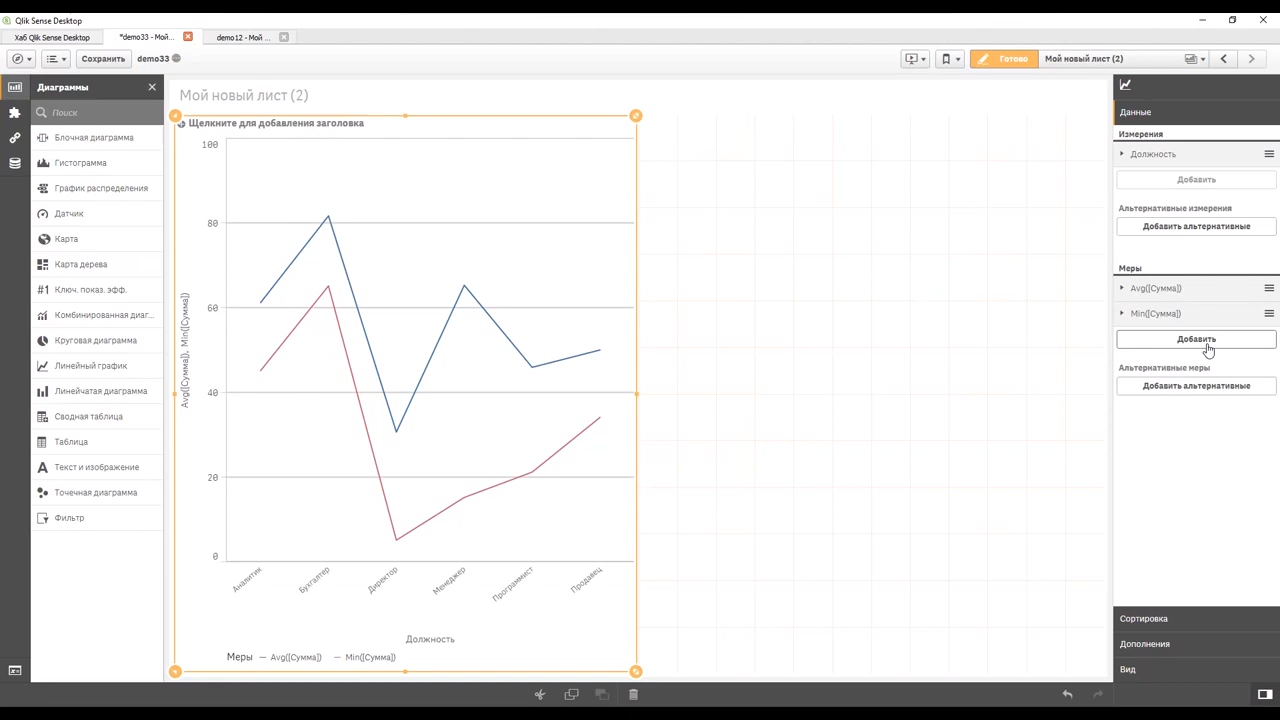 Qlik Sense Desktop
Хаб Qlik Sense Desktop
*demo33 - Мой...
demo12 - Мой ...
Сохранить
demo33
Готово
Мой новый лист (2)
Диаграммы
Поиск
Блочная диаграмма
Гистограмма
График распределения
Датчик
Карта
Карта дерева
#1 Ключ. показ. эфф.
Комбинированная диаг...
Круговая диаграмма
Линейный график
Линейчатая диаграмма
Сводная таблица
Таблица
A Текст и изображение
Точечная диаграмма
Фильтр
Мой новый лист (2)
Щелкните для добавления заголовка
100
80
60
40
20
0
Avg([Сумма]), Min([Сумма])
Аналитик
Бухгалтер
Директор
Менеджер
Программист
Продавец
Должность
Меры
Avg([Сумма])
Min([Сумма])
Данные
Измерения
Должность
Добавить
Альтернативные измерения
Добавить альтернативные
Меры
Avg([Сумма])
Min([Сумма])
Добавить
Альтернативные меры
Добавить альтернативные
Сортировка
Дополнения
Вид